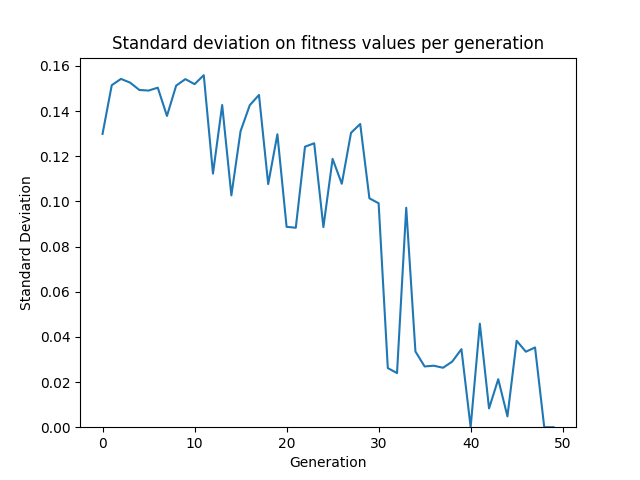 Standard deviation on fitness values per generation
0.16
0.14
0.12
0.10
0.08
0.06
0.04
0.02
0.00
Standard Deviation
0 10 20 30 40 50
Generation